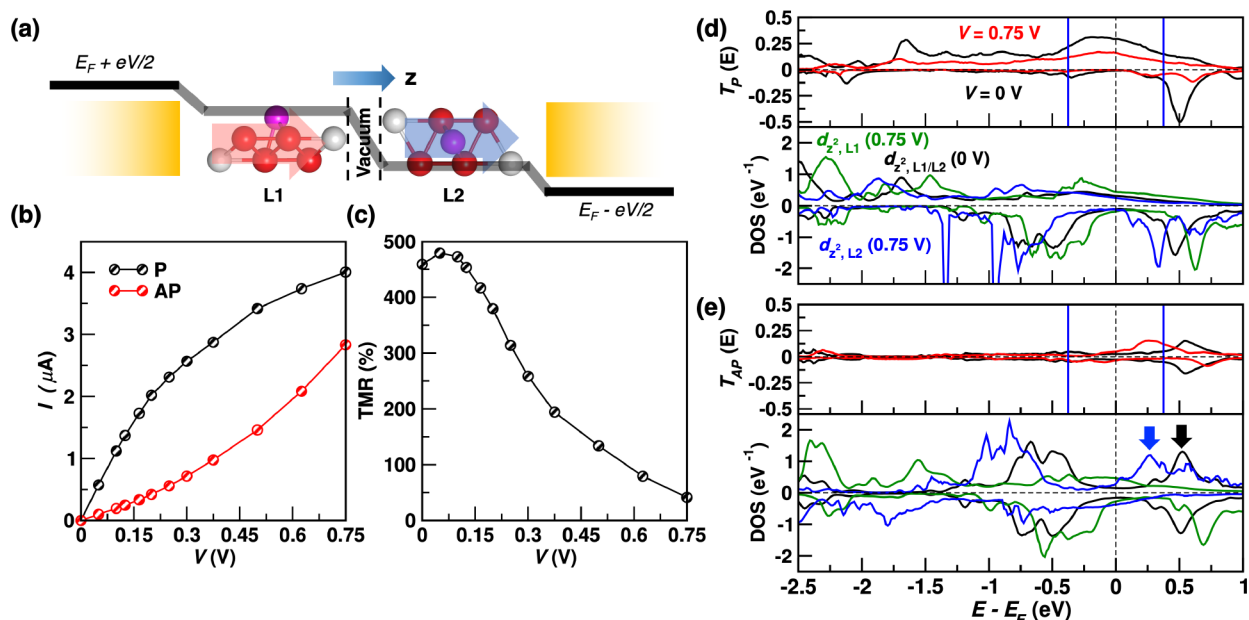 (a)
E_F + eV/2
z
Vacuum
L1
L2
E_F - eV/2
(b)
P
AP
I (μA)
4
3
2
1
0
0
0.15
0.3
0.45
0.6
0.75
V (V)
(c)
TMR (%)
500
450
400
350
300
250
200
150
100
50
0
0
0.15
0.3
0.45
0.6
0.75
V (V)
(d)
T_P (E)
0.5
0.25
0
-0.25
-0.5
V = 0.75 V
V = 0 V
DOS (eV⁻¹)
2
1
0
-1
-2
d_z², L1 (0.75 V)
d_z², L1/L2 (0 V)
d_z², L2 (0.75 V)
(e)
T_AP (E)
0.5
0.25
0
-0.25
-0.5
DOS (eV⁻¹)
2
1
0
1
-2
-2.5
-2
-1.5
-1
-0.5
0
0.5
1
E - E_F (eV)